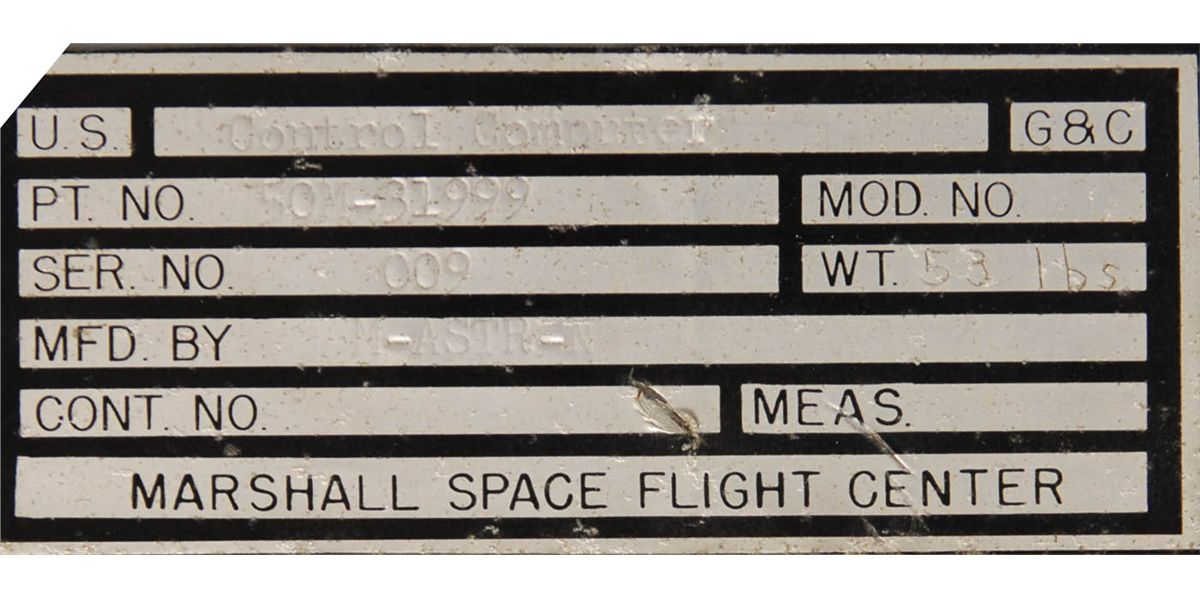 U.S. Control Computer G&C
PT. NO. 50M-31999 MOD. NO.
SER. NO. 009 WT. 53 lbs
MFD. BY M-ASTR-N
CONT. NO. MEAS.
MARSHALL SPACE FLIGHT CENTER